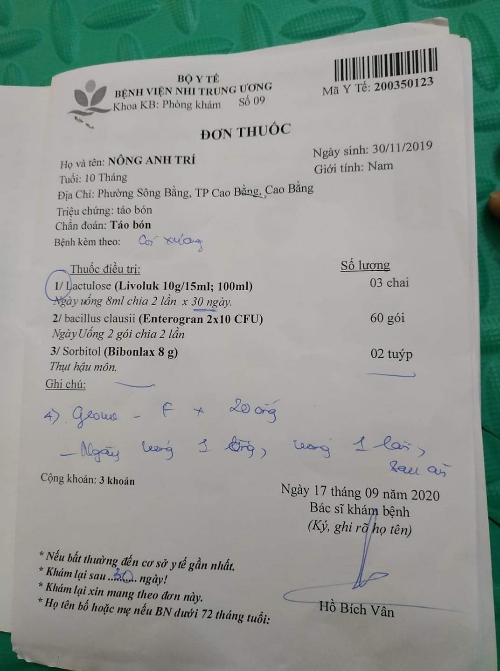 BỘ Y TẾ
BỆNH VIỆN NHI TRUNG ƯƠNG
Khoa KB: Phòng khám Số 09
Mã Y Tế: 200350123
ĐƠN THUỐC
Họ và tên: NÔNG ANH TRÍ
Ngày sinh: 30/11/2019
Tuổi: 10 Tháng
Giới tính: Nam
Địa Chỉ: Phường Sông Bằng, TP Cao Bằng, Cao Bằng
Triệu chứng: táo bón
Chẩn đoán: Táo bón
Bệnh kèm theo: Còi xương
Thuốc điều trị:
Số lượng
1/ Lactulose (Livoluk 10g/15ml; 100ml) 03 chai
Ngày uống 8ml chia 2 lần x 30 ngày.
2/ bacillus clausii (Enterogran 2x10 CFU) 60 gói
Ngày Uống 2 gói chia 2 lần
3/ Sorbitol (Bibonlax 8 g) 02 tuýp
Thụt hậu môn.
Ghi chú:
4) - F x 20 ống
- Ngày uống 1 ống, uống 1 lần,
sau ăn
Cộng khoản: 3 khoản
Ngày 17 tháng 09 năm 2020
Bác sĩ khám bệnh
(Ký, ghi rõ họ tên)
* Nếu bất thường đến cơ sở y tế gần nhất.
* Khám lại sau ..30.. ngày!
* Khám lại xin mang theo đơn này.
* Họ tên bố hoặc mẹ nếu BN dưới 72 tháng tuổi:
Hồ Bích Vân